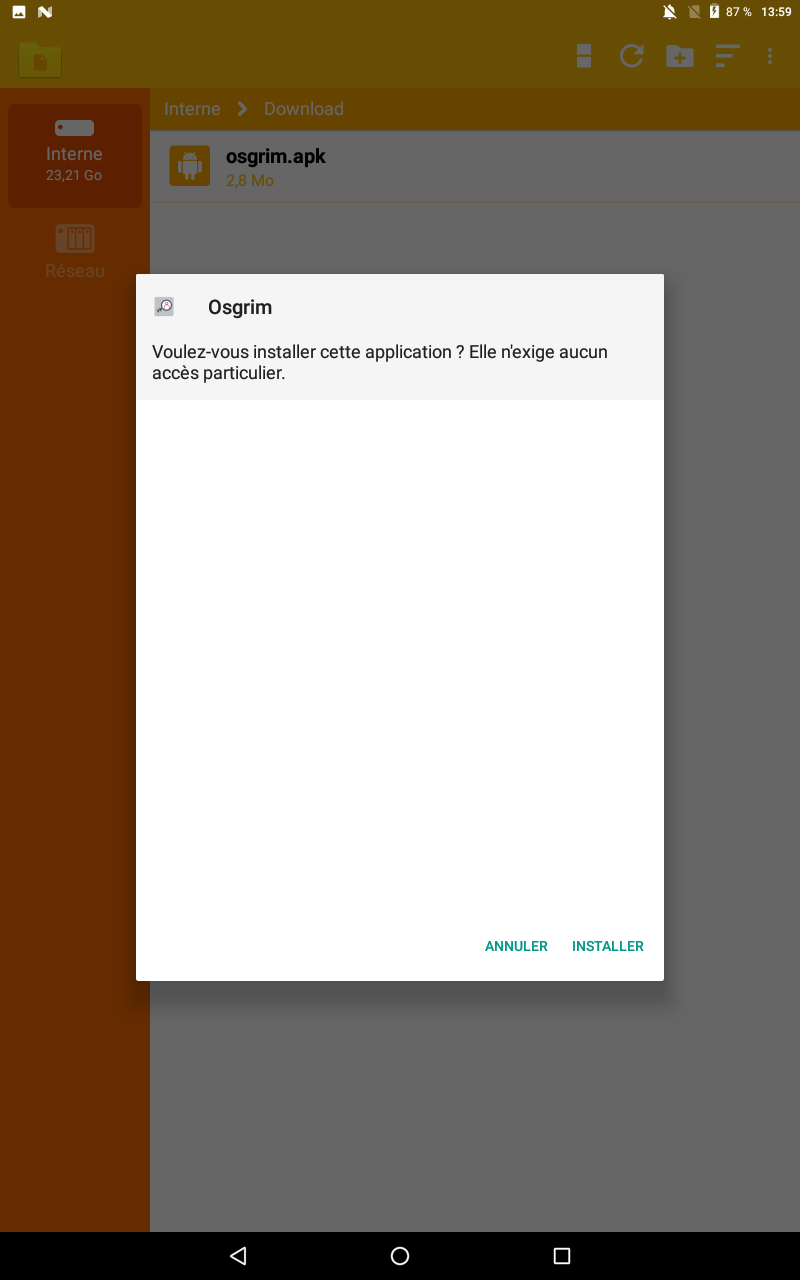 87 % 13:59
Interne Download
Interne
23,21 Go
osgrim.apk
2,8 Mo
Réseau
Osgrim
Voulez-vous installer cette application ? Elle n'exige aucun
accès particulier.
ANNULER INSTALLER